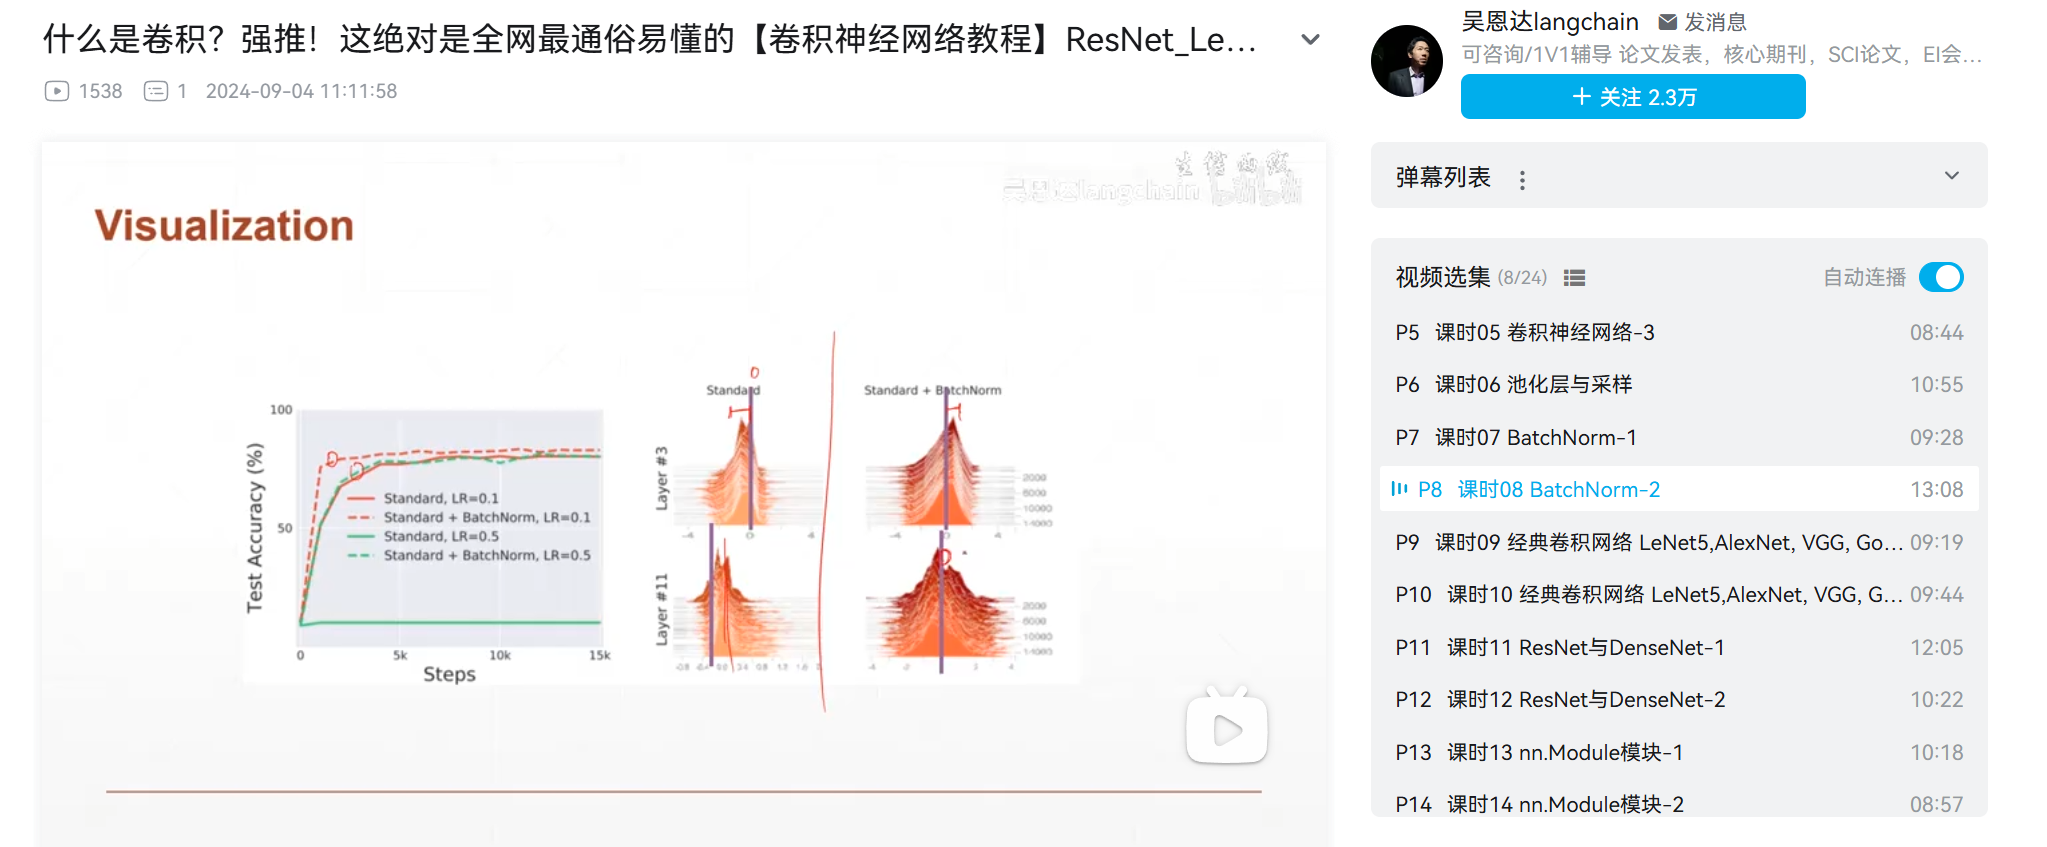 什么是卷积？强推！这绝对是全网最通俗易懂的【卷积神经网络教程】ResNet_Le...
1538 1 2024-09-04 11:11:58
吴恩达langchain
Visualization
100
50
Test Accuracy (%)
Standard, LR=0.1
Standard + BatchNorm, LR=0.1
Standard, LR=0.5
Standard + BatchNorm, LR=0.5
0 5k 10k 15k
Steps
0
Standard
Standard + BatchNorm
Layer #3
-4 0 4
-4 0 4
2000
6000
10000
14000
Layer #11
2000
6000
10000
14000
吴恩达langchain 发消息
可咨询/1V1辅导 论文发表，核心期刊，SCI论文，EI会...
+ 关注 2.3万
弹幕列表
视频选集 (8/24) 自动连播
P5 课时05 卷积神经网络-3 08:44
P6 课时06 池化层与采样 10:55
P7 课时07 BatchNorm-1 09:28
P8 课时08 BatchNorm-2 13:08
P9 课时09 经典卷积网络 LeNet5,AlexNet, VGG, Go... 09:19
P10 课时10 经典卷积网络 LeNet5,AlexNet, VGG, G... 09:44
P11 课时11 ResNet与DenseNet-1 12:05
P12 课时12 ResNet与DenseNet-2 10:22
P13 课时13 nn.Module模块-1 10:18
P14 课时14 nn.Module模块-2 08:57